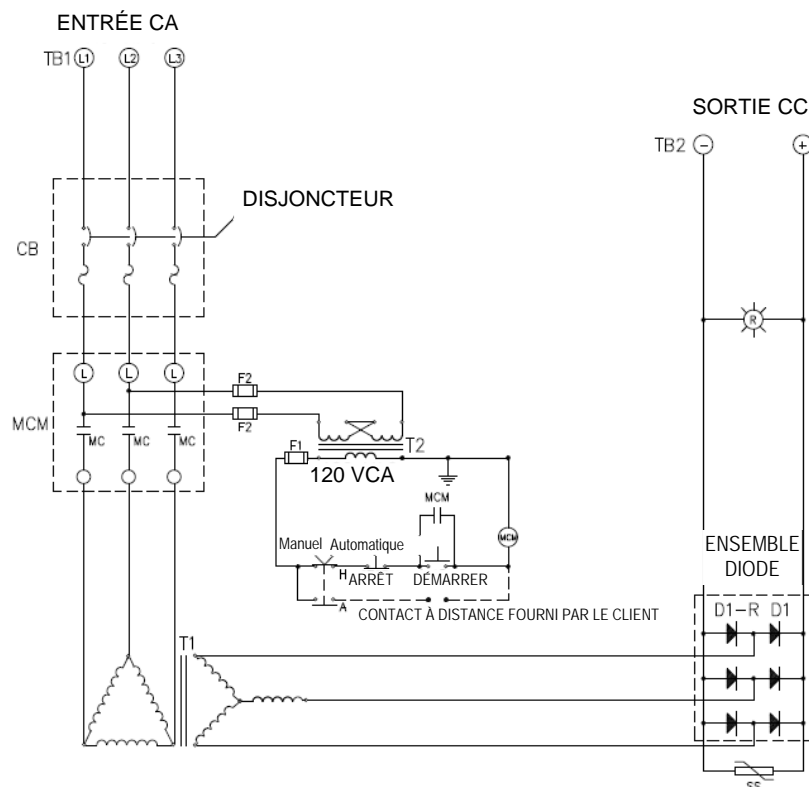 ENTRÉE CA
TB1 L1 L2 L3
SORTIE CC
TB2 - +
DISJONCTEUR
CB
R
L L L
F2
MCM
F2
MC MC MC
T2
F1
120 VCA
MCM
MCM
Manuel Automatique
H ARRÊT DÉMARRER
ENSEMBLE
DIODE
A CONTACT À DISTANCE FOURNI PAR LE CLIENT
D1-R D1
T1
SS